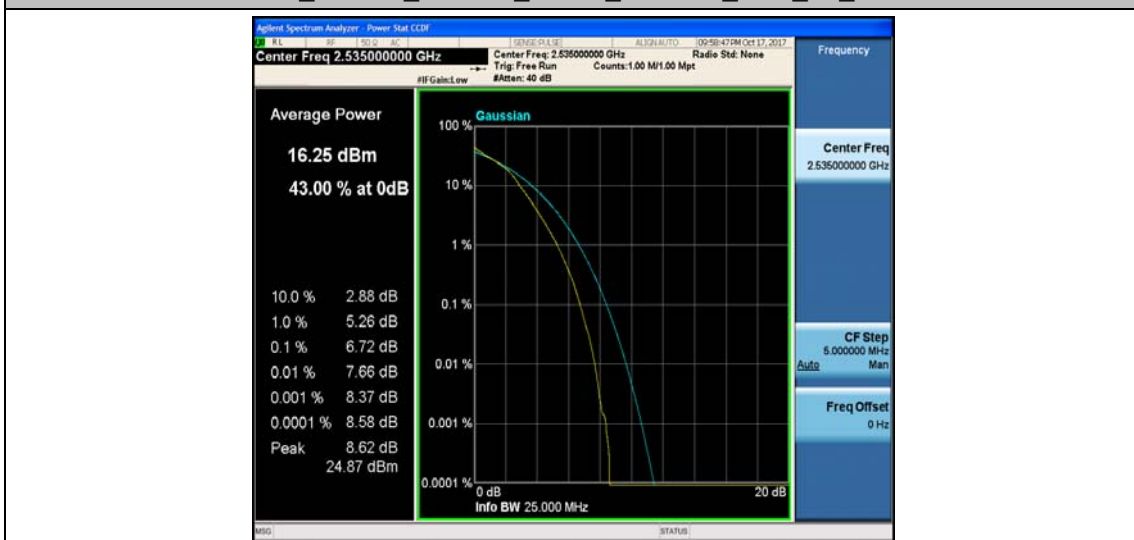 Agilent Spectrum Analyzer - Power Stat CCDF
RL RF 50 Ω AC SENSE:PULSE ALIGNAUTO 09:58:47 PM Oct 17, 2017
Center Freq 2.535000000 GHz
Center Freq: 2.535000000 GHz Radio Std: None
Trig: Free Run Counts:1.00 M/1.00 Mpt
#IFGain:Low #Atten: 40 dB
Frequency
Average Power
16.25 dBm
43.00 % at 0dB
10.0 % 2.88 dB
1.0 % 5.26 dB
0.1 % 6.72 dB
0.01 % 7.66 dB
0.001 % 8.37 dB
0.0001 % 8.58 dB
Peak 8.62 dB
24.87 dBm
Gaussian
100 %
10 %
1 %
0.1 %
0.01 %
0.001 %
0.0001 %
0 dB 20 dB
Info BW 25.000 MHz
Center Freq
2.535000000 GHz
CF Step
5.000000 MHz
Auto Man
Freq Offset
0 Hz
MSG STATUS